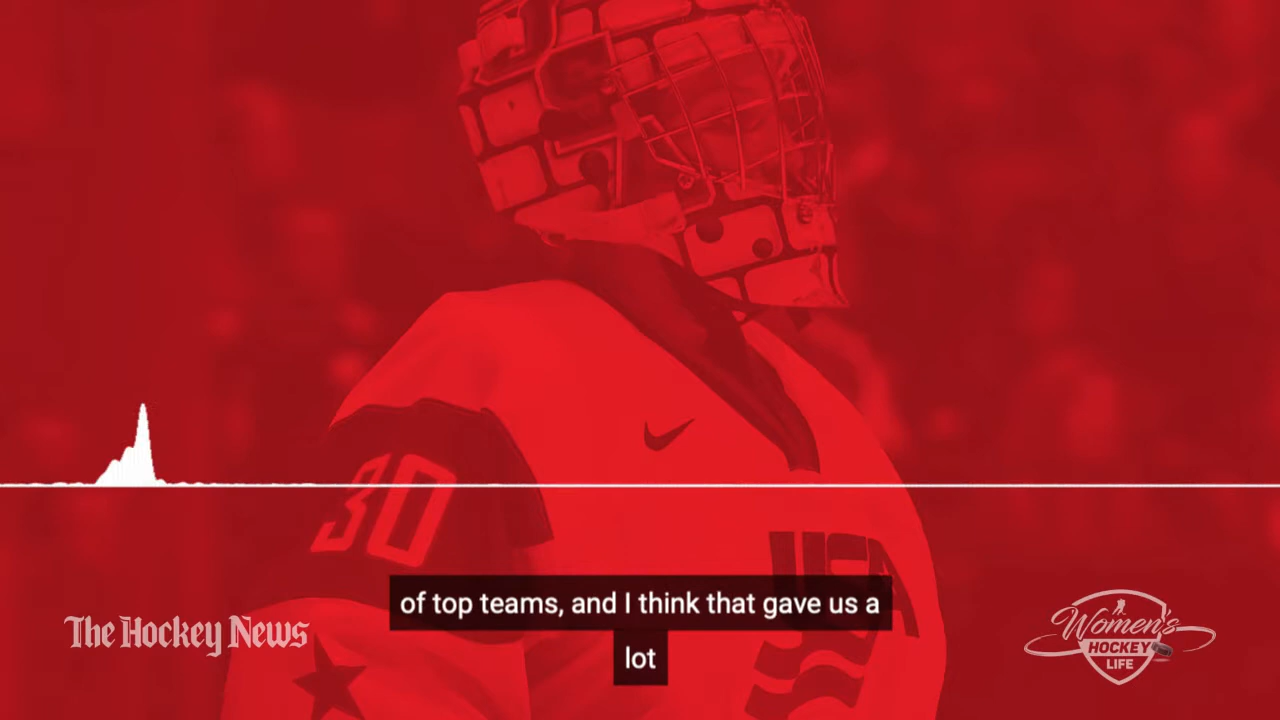 30
USA
of top teams, and I think that gave us a
lot
The Hockey News
Women's
HOCKEY
LIFE